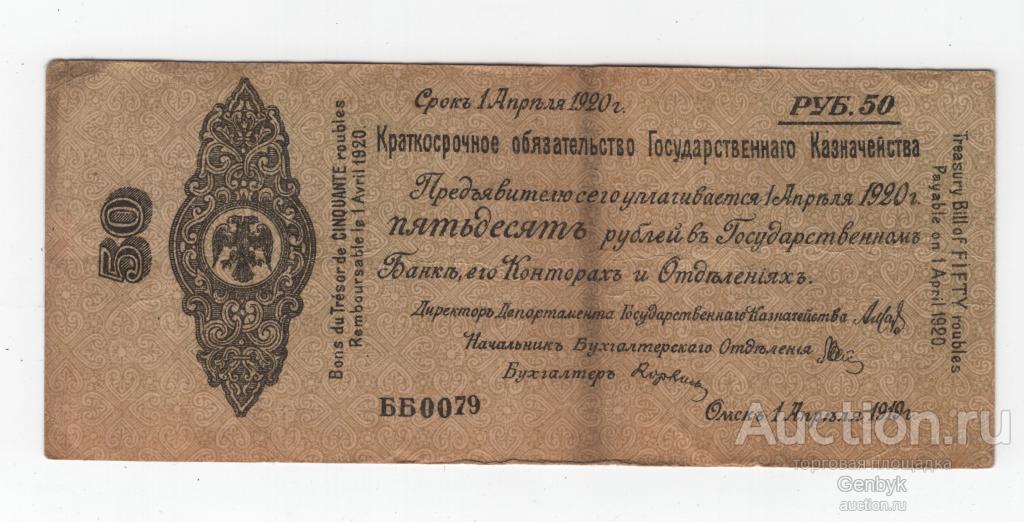 Срокъ 1 Апрѣля 1920 г.
РУБ. 50
Краткосрочное обязательство Государственнаго Казначейства
Предъявителю сего уплачивается 1 Апрѣля 1920 г.
пятьдесятъ рублей въ Государственномъ
Банкѣ, его Конторахъ и Отдѣленіяхъ.
Директоръ Департамента Государственнаго Казначейства
Начальникъ Бухгалтерскаго Отдѣленія
Бухгалтеръ
ББ0079
Омскъ 1 Апрѣля 1919 г.
50
Bons du Trésor de CINQUANTE roubles
Remboursable le 1 Avril 1920.
Treasury Bill of FIFTY roubles
Payable on 1 April 1920.
Auction.ru
торговая площадка
Genbyk
auction.ru